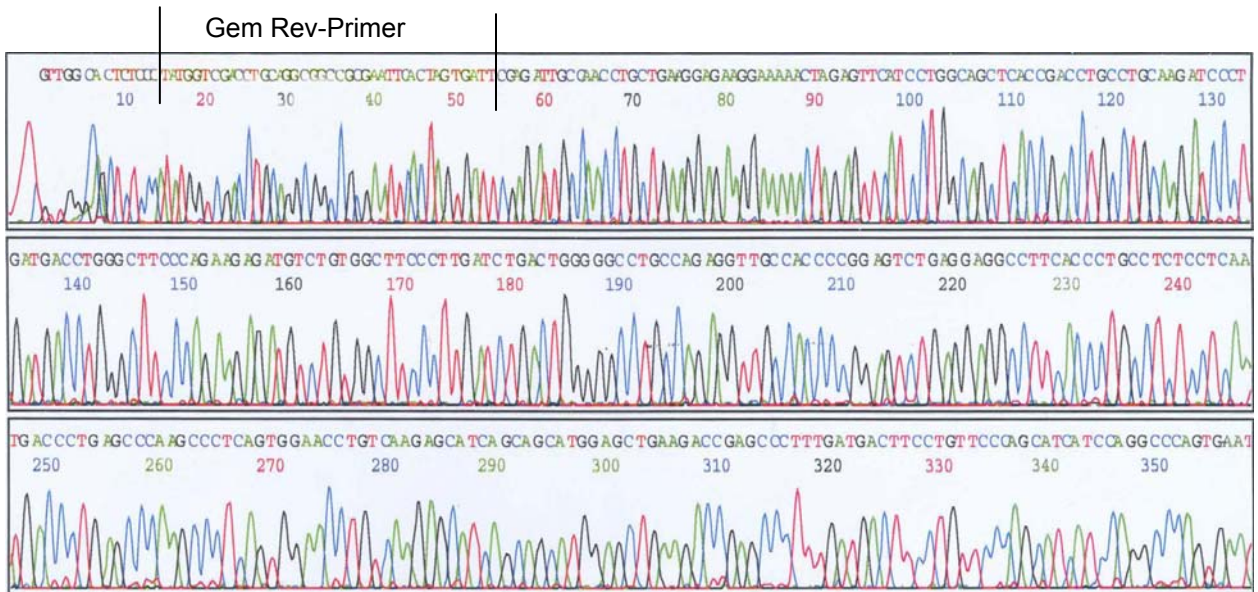 Gem Rev-Primer
GTTGG CA CTCTCCC TATGGTCGACCTGCAGGCGGCCGCGAATTCACTAGTGATTCGAGATTGCCAACCTGCTGAAGGAGAAGGAAAAACTAGAGTTCATCCTGGCAGCTCACCGACCTGCCTGCAAGATCCCT
10 20 30 40 50 60 70 80 90 100 110 120 130
GATGACCTGGGCTTCCCAGAAGAGATGTCTGTGGCTTCCCTTGATCTGACTGGGGGCCTGCCAGAGGTTGCCACCCCGGAGTCTGAGGAGGCCTTCACCCTGCCTCTCCTCAA
140 150 160 170 180 190 200 210 220 230 240
TGACCCTGAGCCCAAGCCCTCAGTGGAACCTGTCAAGAGCATCAGCAGCATGGAGCTGAAGACCGAGCCCTTTGATGACTTCCTGTTCCCAGCATCATCCAGGCCCAGTGAAT
250 260 270 280 290 300 310 320 330 340 350